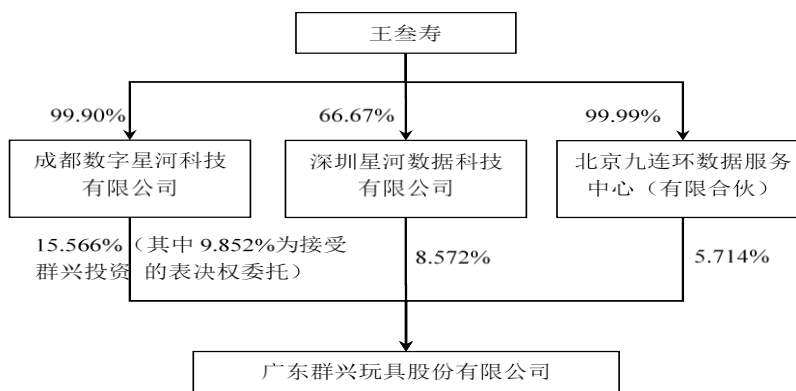 王叁寿
99.90%
66.67%
99.99%
成都数字星河科技
有限公司
深圳星河数据科技
有限公司
北京九连环数据服务
中心（有限合伙）
15.566%（其中 9.852%为接受
群兴投资 的表决权委托）
8.572%
5.714%
广东群兴玩具股份有限公司